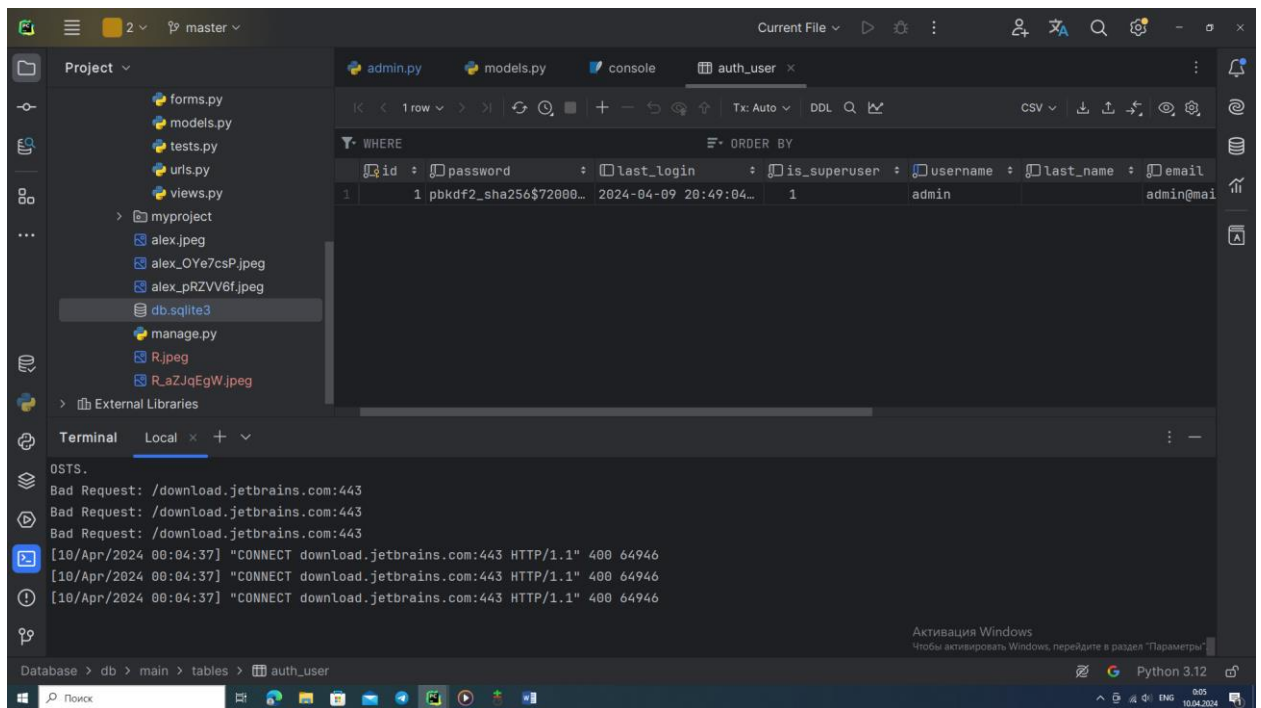 2 master Current File
Project
admin.py models.py console auth_user
forms.py
models.py
tests.py
urls.py
views.py
myproject
alex.jpeg
alex_OYe7csP.jpeg
alex_pRZVV6f.jpeg
db.sqlite3
manage.py
R.jpeg
R_aZJqEgW.jpeg
External Libraries
1 row Tx: Auto DDL CSV
WHERE ORDER BY
id password last_login is_superuser username last_name email
1 1 pbkdf2_sha256$72000… 2024-04-09 20:49:04… 1 admin admin@mai
Terminal Local
OSTS.
Bad Request: /download.jetbrains.com:443
Bad Request: /download.jetbrains.com:443
Bad Request: /download.jetbrains.com:443
[10/Apr/2024 00:04:37] "CONNECT download.jetbrains.com:443 HTTP/1.1" 400 64946
[10/Apr/2024 00:04:37] "CONNECT download.jetbrains.com:443 HTTP/1.1" 400 64946
[10/Apr/2024 00:04:37] "CONNECT download.jetbrains.com:443 HTTP/1.1" 400 64946
Активация Windows
Чтобы активировать Windows, перейдите в раздел "Параметры".
Database > db > main > tables > auth_user Python 3.12
Поиск ENG 0:05
10.04.2024